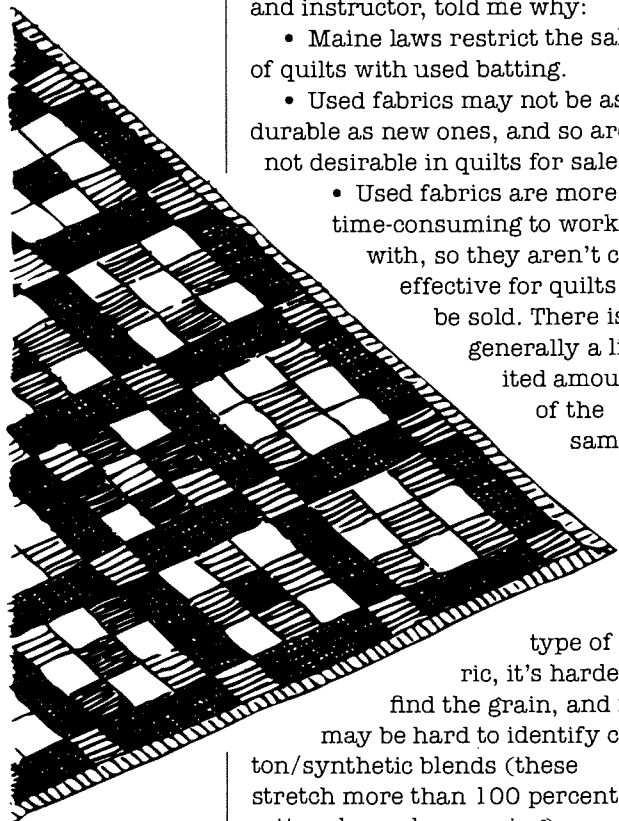 and instructor, told me why:
• Maine laws restrict the sal
of quilts with used batting.
• Used fabrics may not be as
durable as new ones, and so are
not desirable in quilts for sale
• Used fabrics are more
time-consuming to work
with, so they aren't c
effective for quilts
be sold. There is
generally a li
ited amou
of the
sam
type of
ric, it's harde
find the grain, and
may be hard to identify c
ton/synthetic blends (these
stretch more than 100 percent